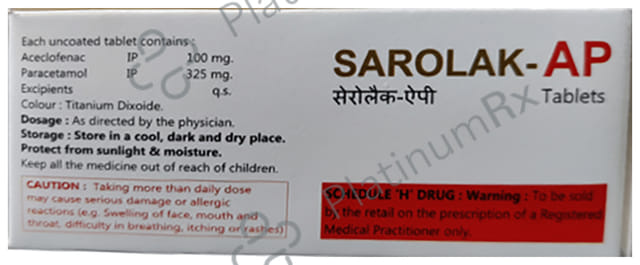 Each uncoated tablet contains :
Aceclofenac IP 100 mg.
Paracetamol IP 325 mg.
Excipients q.s.
Colour : Titanium Dixoide.
Dosage : As directed by the physician.
Storage : Store in a cool, dark and dry place.
Protect from sunlight & moisture.
Keep all the medicine out of reach of children.
CAUTION : Taking more than daily dose
may cause serious damage or allergic
reactions (e.g. Swelling of face, mouth and
throat, difficulty in breathing, itching or rashes)
SAROLAK-AP
सेरोलैक-ऐपी Tablets
SCHEDULE 'H' DRUG : Warning : To be sold
by the retail on the prescription of a Registered
Medical Practitioner only.
PlatinumRx